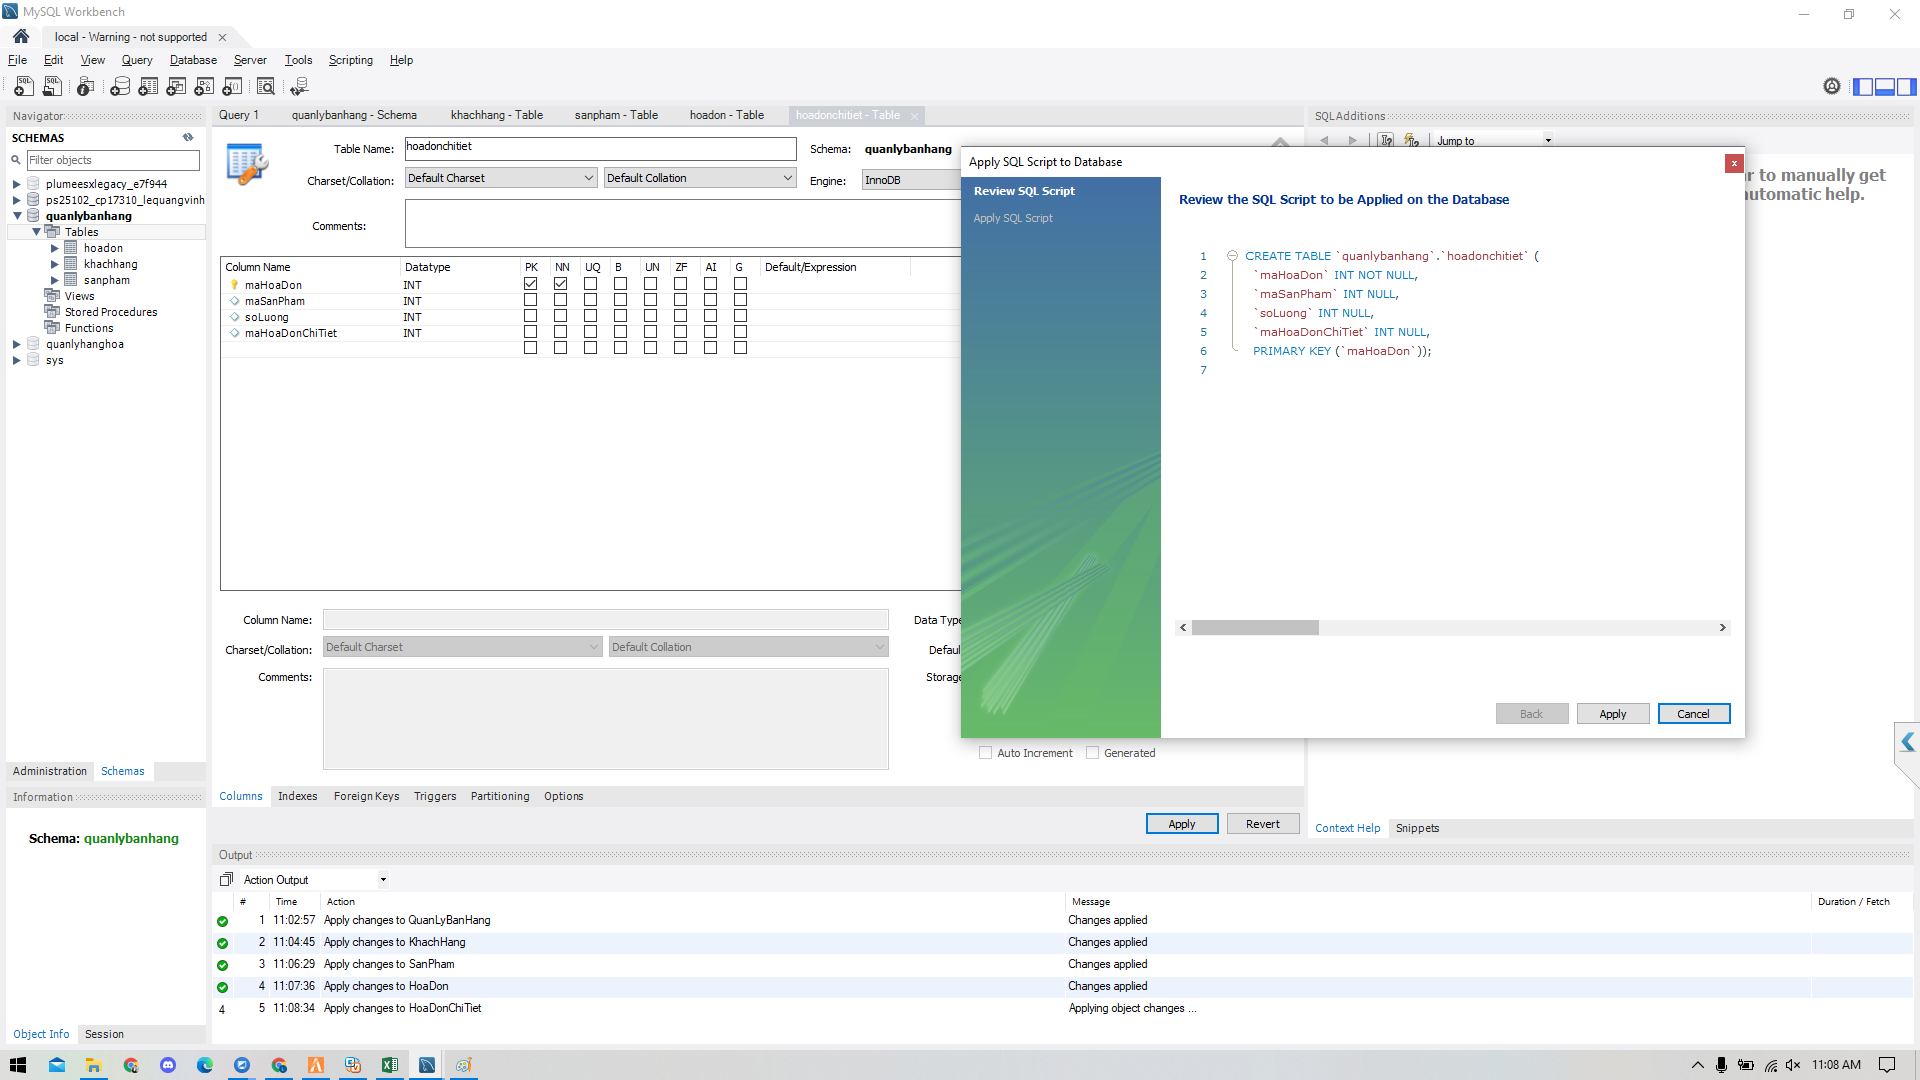 MySQL Workbench
local - Warning - not supported
File Edit View Query Database Server Tools Scripting Help
Navigator
SCHEMAS
Filter objects
plumeesxlegacy_e7f944
ps25102_cp17310_lequangvinh
quanlybanhang
Tables
hoadon
khachhang
sanpham
Views
Stored Procedures
Functions
quanlyhanghoa
sys
Administration Schemas
Information
Schema: quanlybanhang
Object Info Session
Query 1 quanlybanhang - Schema khachhang - Table sanpham - Table hoadon - Table hoadonchitiet - Table
Table Name: hoadonchitiet Schema: quanlybanhang
Charset/Collation: Default Charset Default Collation Engine: InnoDB
Comments:
Column Name Datatype PK NN UQ B UN ZF AI G Default/Expression
maHoaDon INT
maSanPham INT
soLuong INT
maHoaDonChiTiet INT
Column Name: Data Type
Charset/Collation: Default Charset Default Collation Defaul
Comments: Storage
Auto Increment Generated
Columns Indexes Foreign Keys Triggers Partitioning Options
Apply Revert
SQLAdditions
Jump to
r to manually get
automatic help.
Context Help Snippets
Apply SQL Script to Database
x
Review SQL Script
Apply SQL Script
Review the SQL Script to be Applied on the Database
1 CREATE TABLE `quanlybanhang`.`hoadonchitiet` (
2 `maHoaDon` INT NOT NULL,
3 `maSanPham` INT NULL,
4 `soLuong` INT NULL,
5 `maHoaDonChiTiet` INT NULL,
6 PRIMARY KEY (`maHoaDon`));
7
Back Apply Cancel
Output
Action Output
# Time Action Message Duration / Fetch
1 11:02:57 Apply changes to QuanLyBanHang Changes applied
2 11:04:45 Apply changes to KhachHang Changes applied
3 11:06:29 Apply changes to SanPham Changes applied
4 11:07:36 Apply changes to HoaDon Changes applied
4 5 11:08:34 Apply changes to HoaDonChiTiet Applying object changes ...
11:08 AM